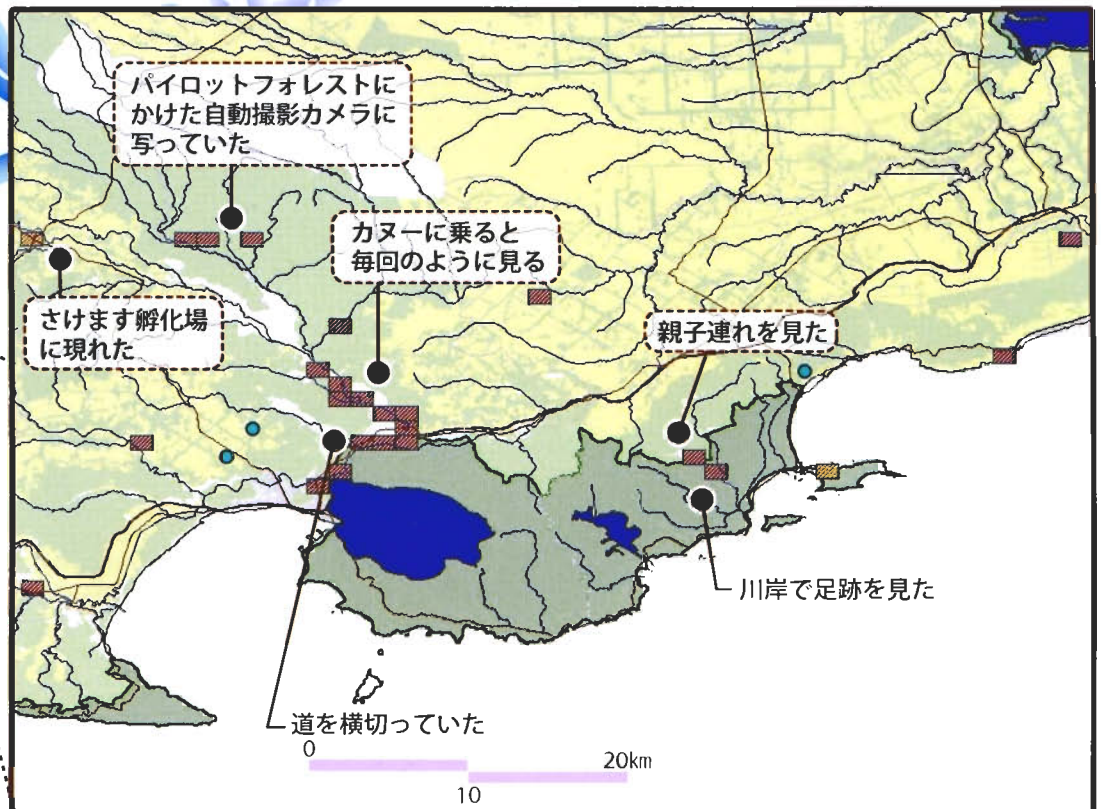 パイロットフォレストに
かけた自動撮影カメラに
写っていた
カヌーに乗ると
毎回のように見る
さけます孵化場
に現れた
親子連れを見た
川岸で足跡を見た
道を横切っていた
0
20km
10